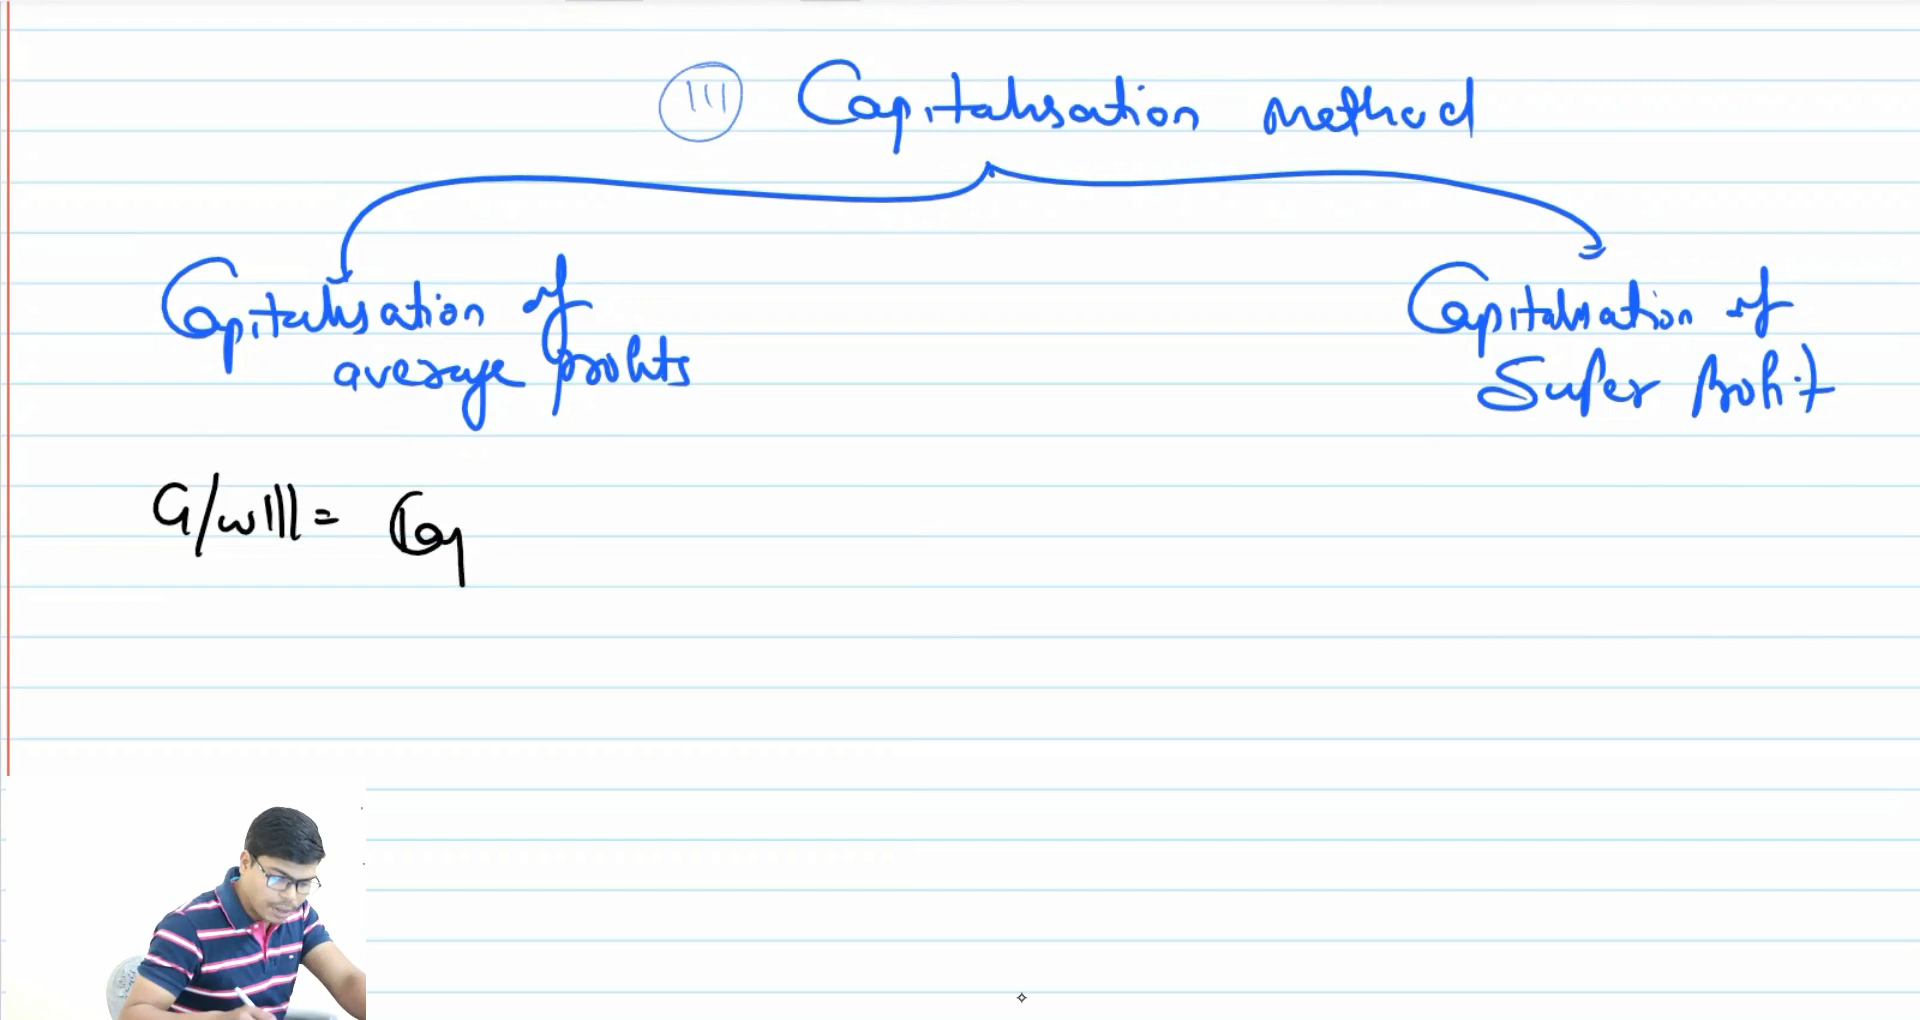 III Capitalisation method
Capitalisation of
average profits
Capitalisation of
Super Profit
G/will = Cap